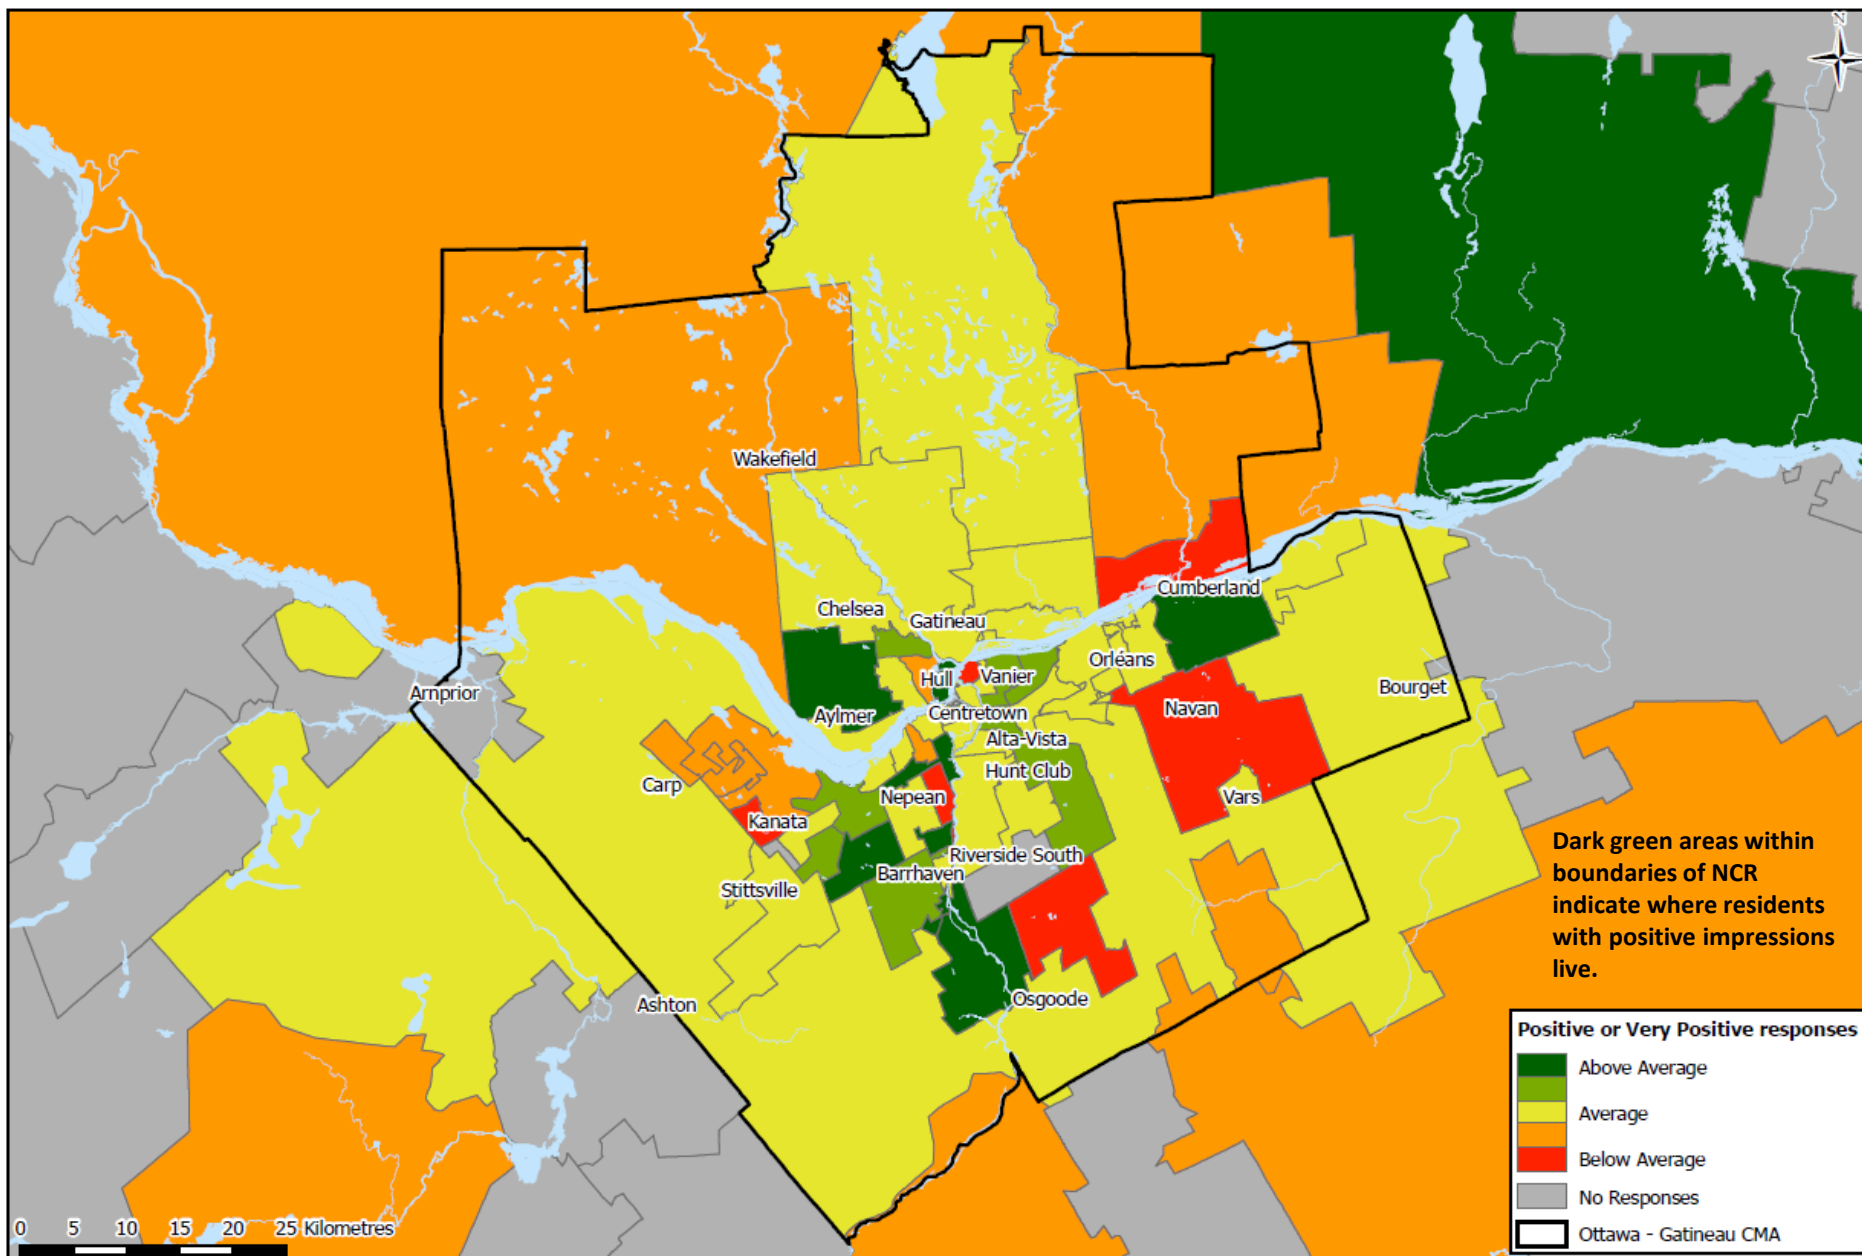 N
Wakefield
Cumberland
Chelsea
Gatineau
Orléans
Hull
Vanier
Bourget
Arnprior
Navan
Aylmer
Centretown
Alta-Vista
Hunt Club
Carp
Nepean
Vars
Kanata
Riverside South
Barrhaven
Stittsville
Osgoode
Ashton
Dark green areas within
boundaries of NCR
indicate where residents
with positive impressions
live.
Positive or Very Positive responses
Above Average
Average
Below Average
No Responses
Ottawa - Gatineau CMA
0 5 10 15 20 25 Kilometres